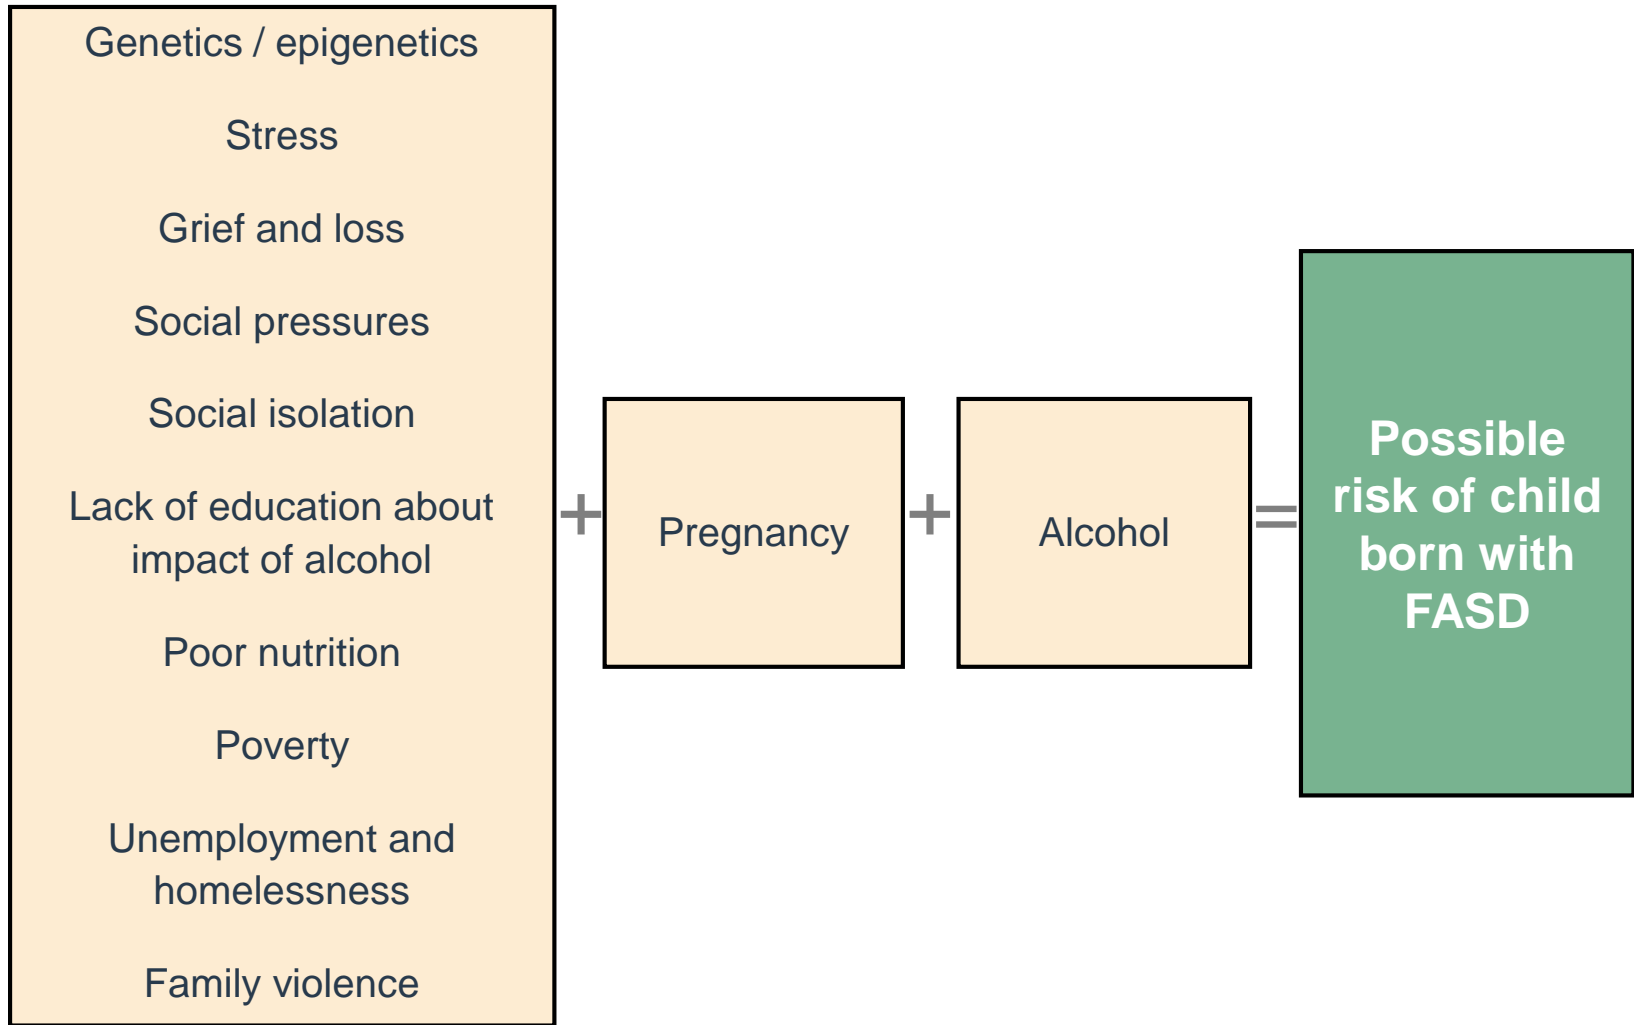 Genetics / epigenetics
Stress
Grief and loss
Social pressures
Social isolation
Lack of education about
impact of alcohol
Poor nutrition
Poverty
Unemployment and
homelessness
Family violence
+
Pregnancy
+
Alcohol
=
Possible
risk of child
born with
FASD